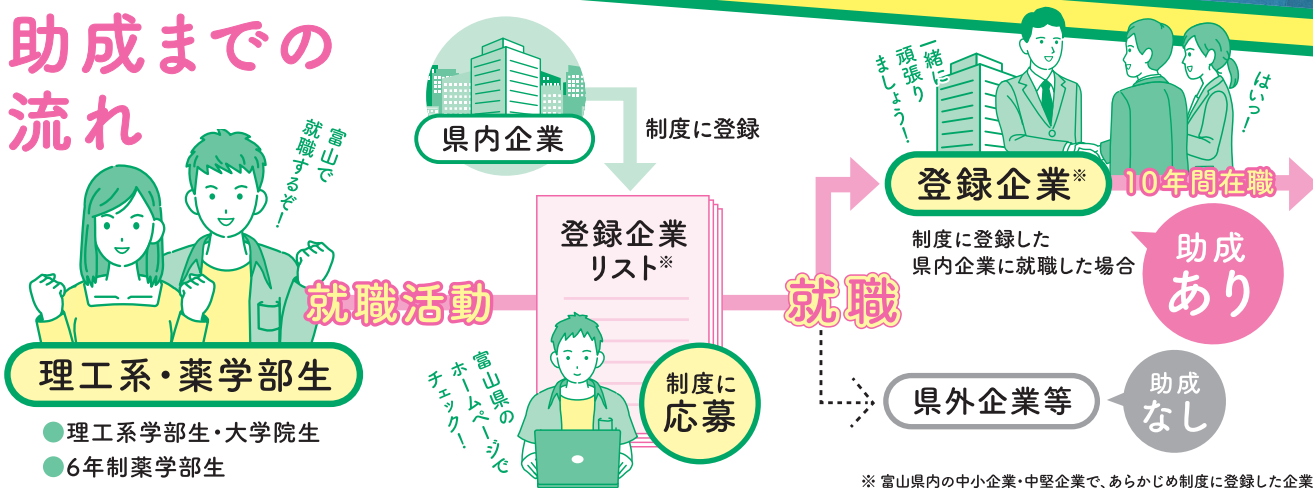 助成までの
流れ
富山で
就職するぞ！
理工系・薬学部生
●理工系学部生・大学院生
●6年制薬学部生
就職活動
県内企業
制度に登録
登録企業
リスト※
富山県の
ホームページで
チェック！
制度に
応募
就職
一緒に
頑張り
ましょう！
はいっ！
登録企業※
10年間在職
制度に登録した
県内企業に就職した場合
助成
あり
県外企業等
助成
なし
※ 富山県内の中小企業・中堅企業で、あらかじめ制度に登録した企業